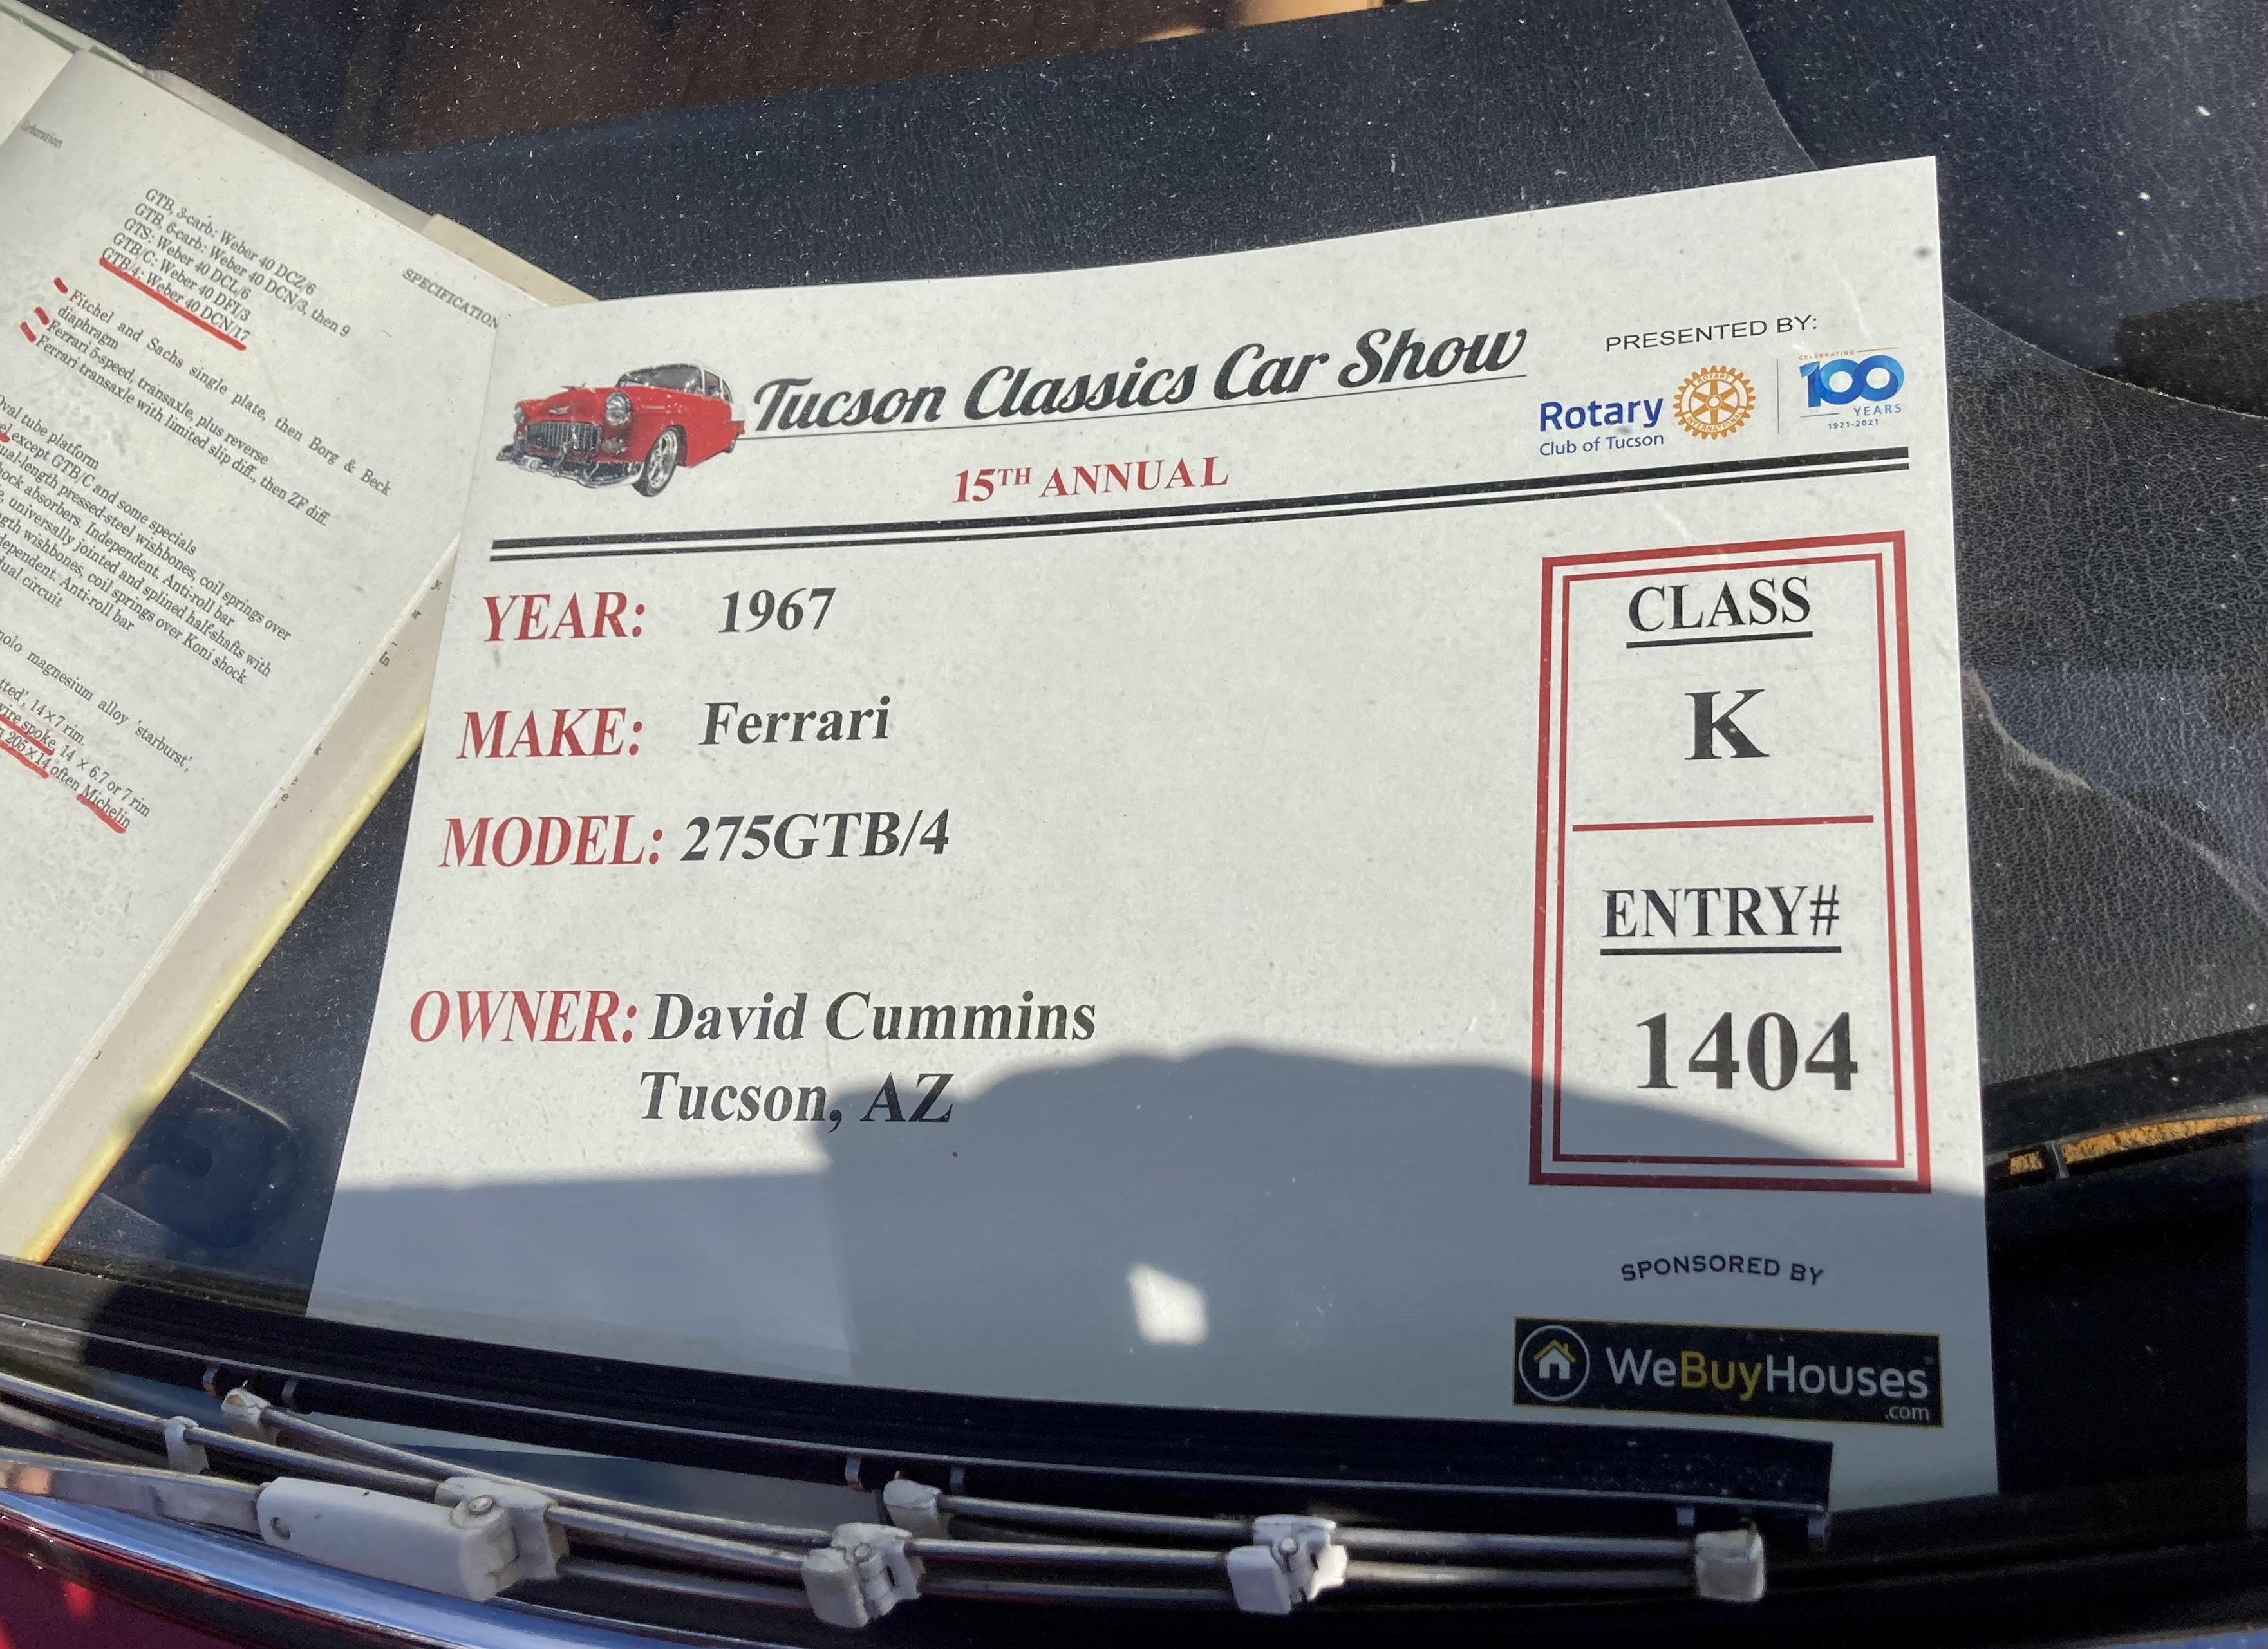 GTB, 3-carb.: Weber 40 DCZ/6
GTB, 6-carb: Weber 40 DCN/3, then 9
GTS: Weber 40 DCL/6
GTB/C: Weber 40 DFI/3
GTB/4: Weber 40 DCN/17
Fitchel and Sachs single plate, then Borg & Beck
diaphragm
Ferrari 5-speed, transaxle, plus reverse
Ferrari transaxle with limited slip diff, then ZF diff.
tube platform
except GTB/C and some specials
pressed-steel wishbones, coil springs over
absorbers. Independent. Anti-roll bar
universally jointed and splined half-shafts with
wishbones, coil springs over Koni shock
Anti-roll bar
circuit
magnesium alloy 'starburst',
14×7 rim.
spoke, 14 × 6.7 or 7 rim
205×14 often Michelin
SPECIFICATION
Tucson Classics Car Show
15TH ANNUAL
PRESENTED BY:
Rotary
Club of Tucson
ROTARY
INTERNATIONAL
CELEBRATING
100
YEARS
1921-2021
YEAR: 1967
MAKE: Ferrari
MODEL: 275GTB/4
OWNER: David Cummins
Tucson, AZ
CLASS
K
ENTRY#
1404
SPONSORED BY
WeBuyHouses
.com